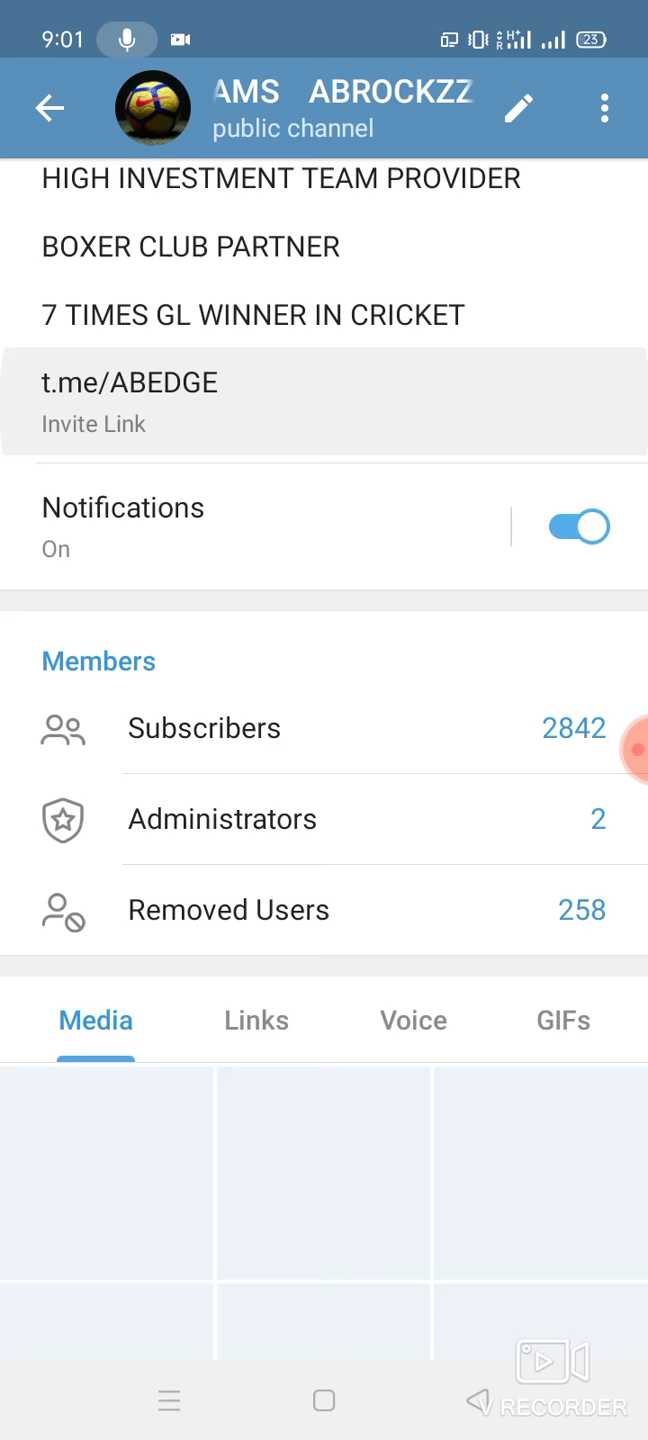 9:01
23
AMS ABROCKZZ
public channel
HIGH INVESTMENT TEAM PROVIDER
BOXER CLUB PARTNER
7 TIMES GL WINNER IN CRICKET
t.me/ABEDGE
Invite Link
Notifications
On
Members
Subscribers 2842
Administrators 2
Removed Users 258
Media Links Voice GIFs
V RECORDER